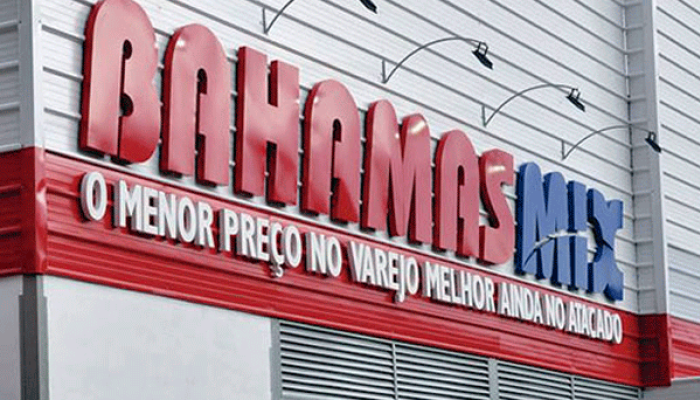 BAHAMAS MIX
O MENOR PREÇO NO VAREJO MELHOR AINDA NO ATACADO